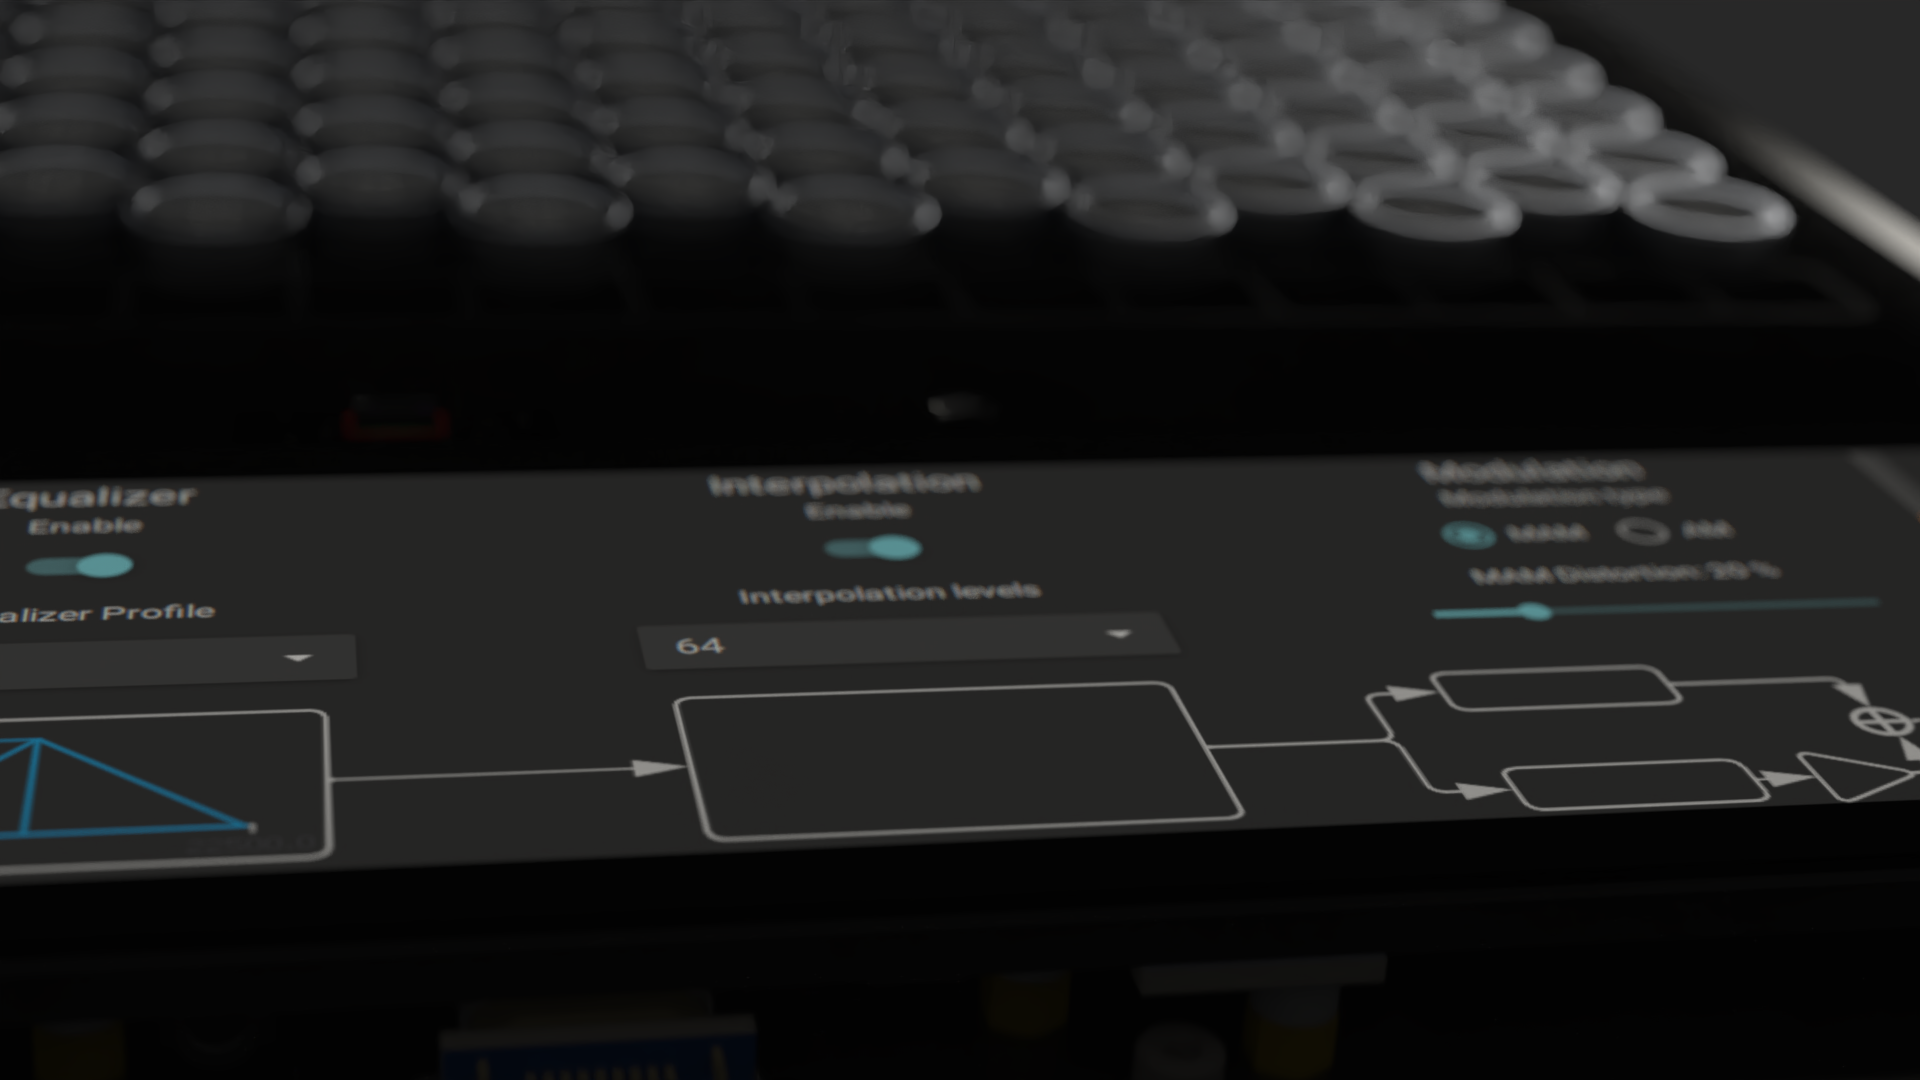 Equalizer
Enable
alizer Profile
Interpolation
Enable
Interpolation levels
64
Modulation
Modulation type
MAM AM
MAM Distortion: 20 %